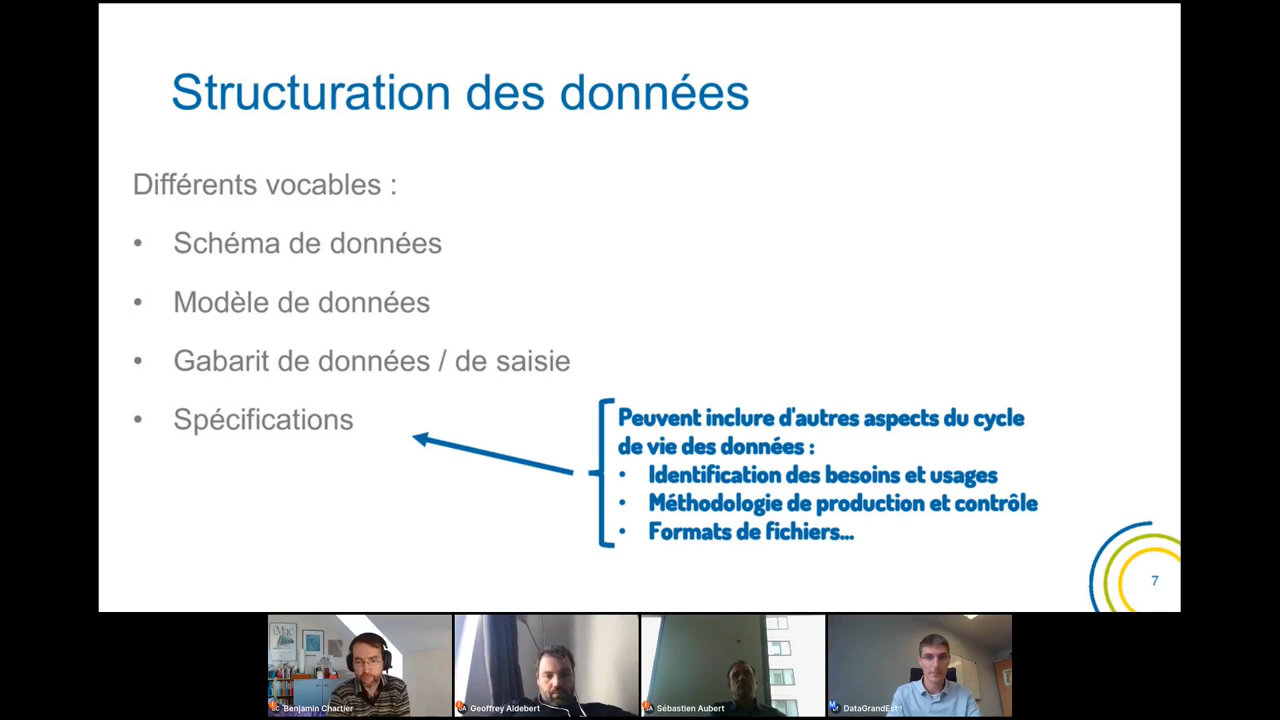 Structuration des données
Différents vocables :
• Schéma de données
• Modèle de données
• Gabarit de données / de saisie
• Spécifications
Peuvent inclure d'autres aspects du cycle
de vie des données :
• Identification des besoins et usages
• Méthodologie de production et contrôle
• Formats de fichiers...
7
iMac
Benjamin Chartier
Geoffrey Aldebert
Sébastien Aubert